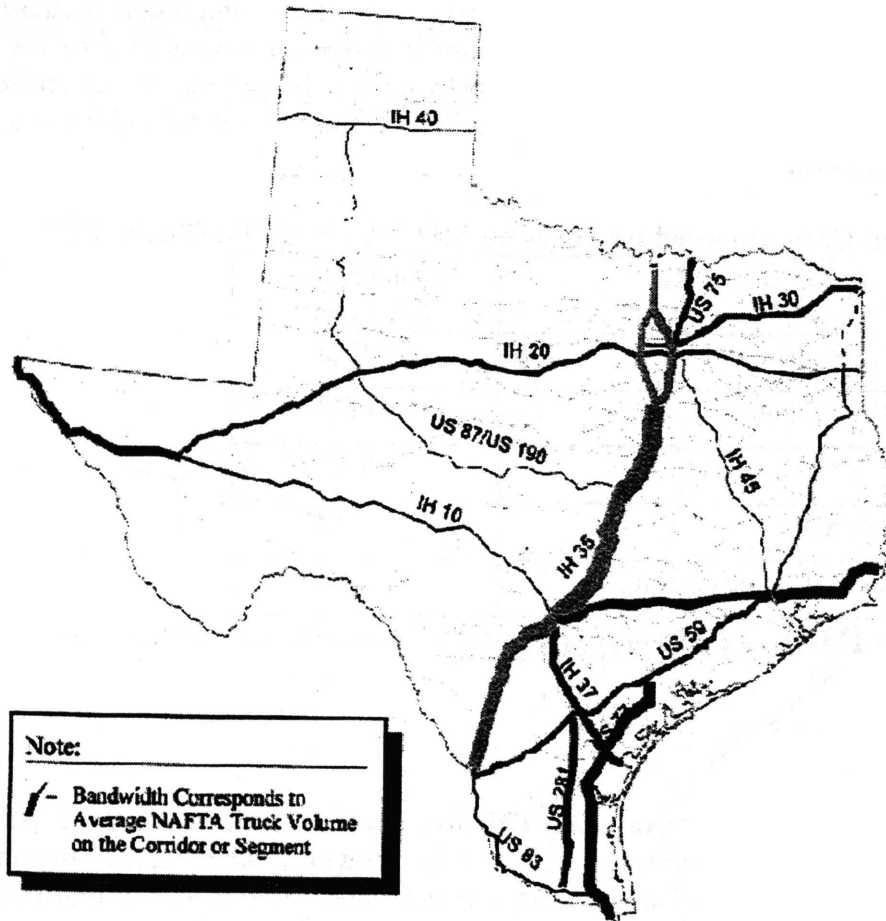 IH 40
US 75
IH 30
IH 20
US 87/US 190
IH 45
IH 10
IH 35
US 59
IH 37
US 281
US 83
Note:
Bandwidth Corresponds to
Average NAFTA Truck Volume
on the Corridor or Segment